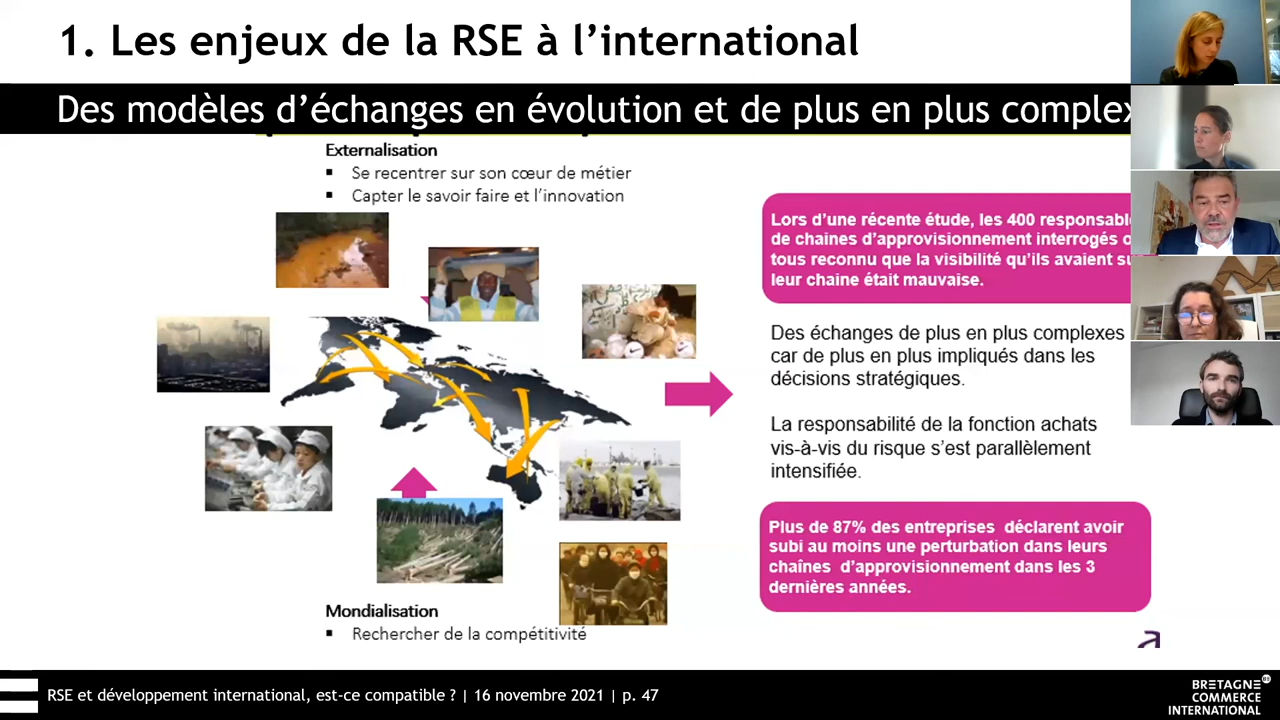 1. Les enjeux de la RSE à l’international
Des modèles d’échanges en évolution et de plus en plus
Externalisation
▪ Se recentrer sur son cœur de métier
▪ Capter le savoir faire et l’innovation
Lors d’une récente étude, les 400
de chaines d’approvisionnement interrogés
tous reconnu que la visibilité qu’ils avaient
leur chaine était mauvaise.
Des échanges de plus en plus complexes
car de plus en plus impliqués dans les
décisions stratégiques.
La responsabilité de la fonction achats
vis-à-vis du risque s’est parallèlement
intensifiée.
Plus de 87% des entreprises déclarent avoir
subi au moins une perturbation dans leurs
chaînes d’approvisionnement dans les 3
dernières années.
Mondialisation
▪ Rechercher de la compétitivité
RSE et développement international, est-ce compatible ? | 16 novembre 2021 | p. 47
BRETAGNE
COMMERCE
INTERNATIONAL